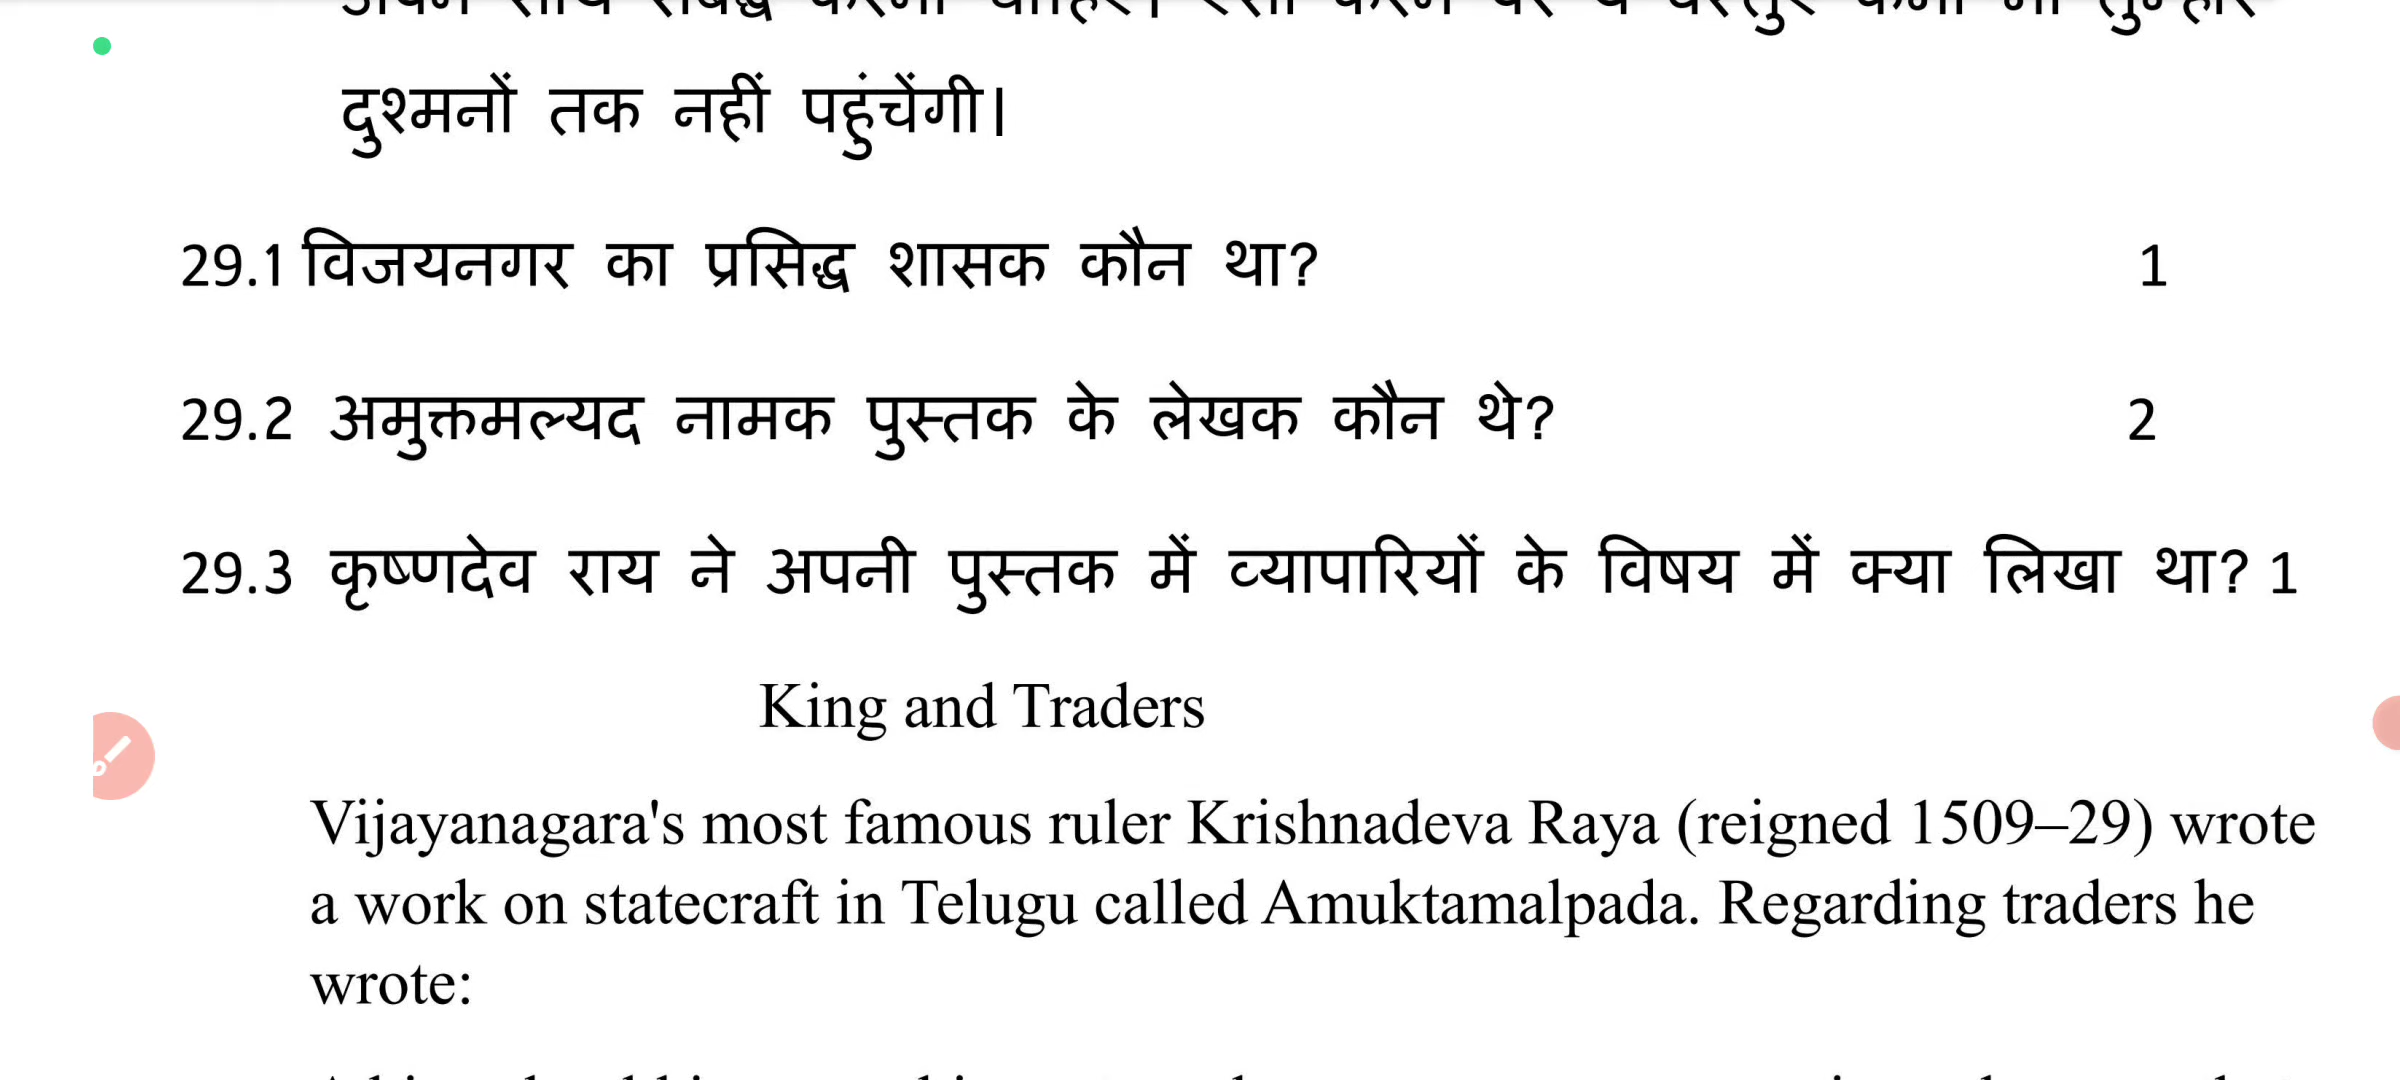 दुश्मनों तक नहीं पहुंचेंगी।
29.1 विजयनगर का प्रसिद्ध शासक कौन था? 1
29.2 अमुक्तमल्यद नामक पुस्तक के लेखक कौन थे? 2
29.3 कृष्णदेव राय ने अपनी पुस्तक में व्यापारियों के विषय में क्या लिखा था? 1
King and Traders
Vijayanagara's most famous ruler Krishnadeva Raya (reigned 1509–29) wrote
a work on statecraft in Telugu called Amuktamalpada. Regarding traders he
wrote: